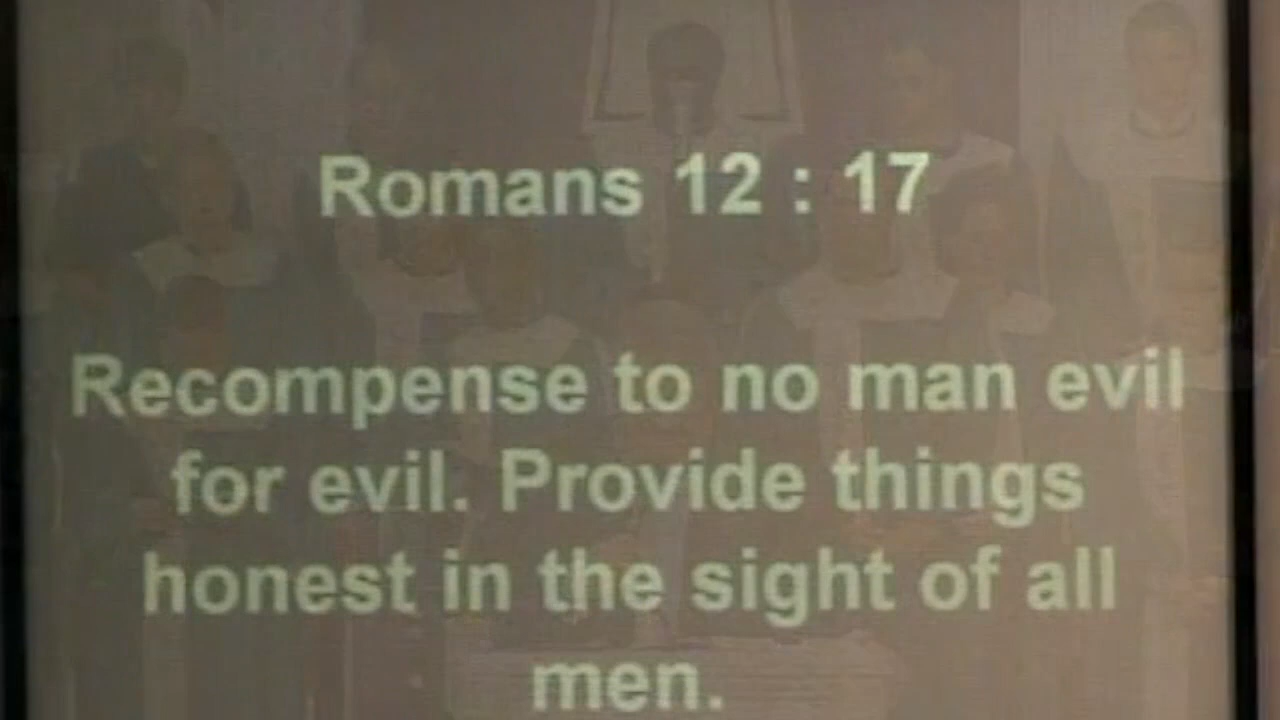 Romans 12 : 17
Recompense to no man evil
for evil. Provide things
honest in the sight of all
men.